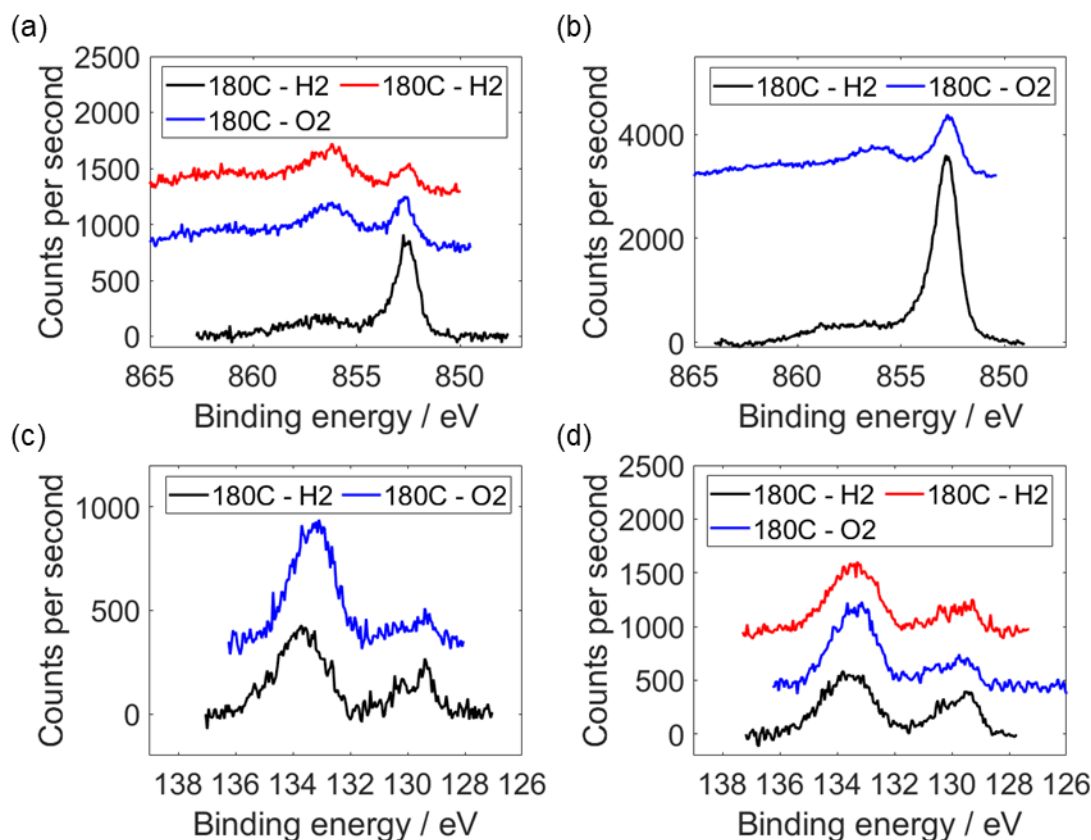 (a)
2500
2000
1500
1000
500
0
Counts per second
180C - H2 180C - H2
180C - O2
865 860 855 850
Binding energy / eV
(b)
4000
2000
0
Counts per second
180C - H2 180C - O2
865 860 855 850
Binding energy / eV
(c)
1000
500
0
Counts per second
180C - H2 180C - O2
138 136 134 132 130 128 126
Binding energy / eV
(d)
2500
2000
1500
1000
500
0
Counts per second
180C - H2 180C - H2
180C - O2
138 136 134 132 130 128 126
Binding energy / eV